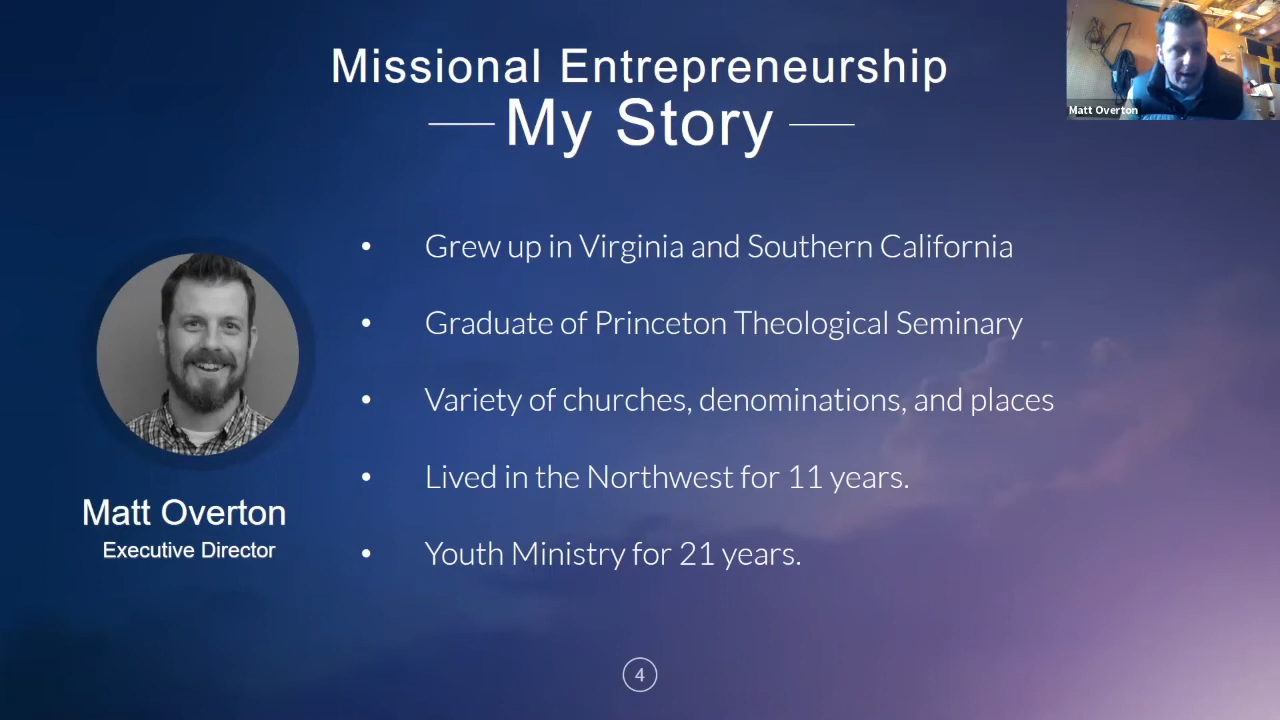 Missional Entrepreneurship
My Story
Matt Overton
• Grew up in Virginia and Southern California
• Graduate of Princeton Theological Seminary
• Variety of churches, denominations, and places
• Lived in the Northwest for 11 years.
• Youth Ministry for 21 years.
Matt Overton
Executive Director
4